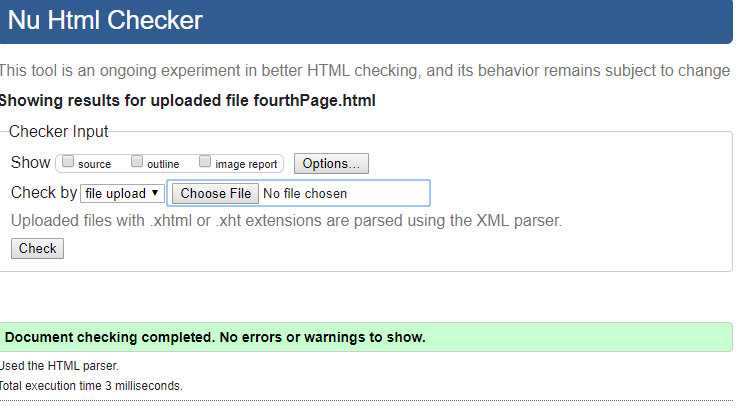 Nu Html Checker
This tool is an ongoing experiment in better HTML checking, and its behavior remains subject to change
Showing results for uploaded file fourthPage.html
Checker Input
Show source outline image report Options...
Check by file upload Choose File No file chosen
Uploaded files with .xhtml or .xht extensions are parsed using the XML parser.
Check
Document checking completed. No errors or warnings to show.
Used the HTML parser.
Total execution time 3 milliseconds.